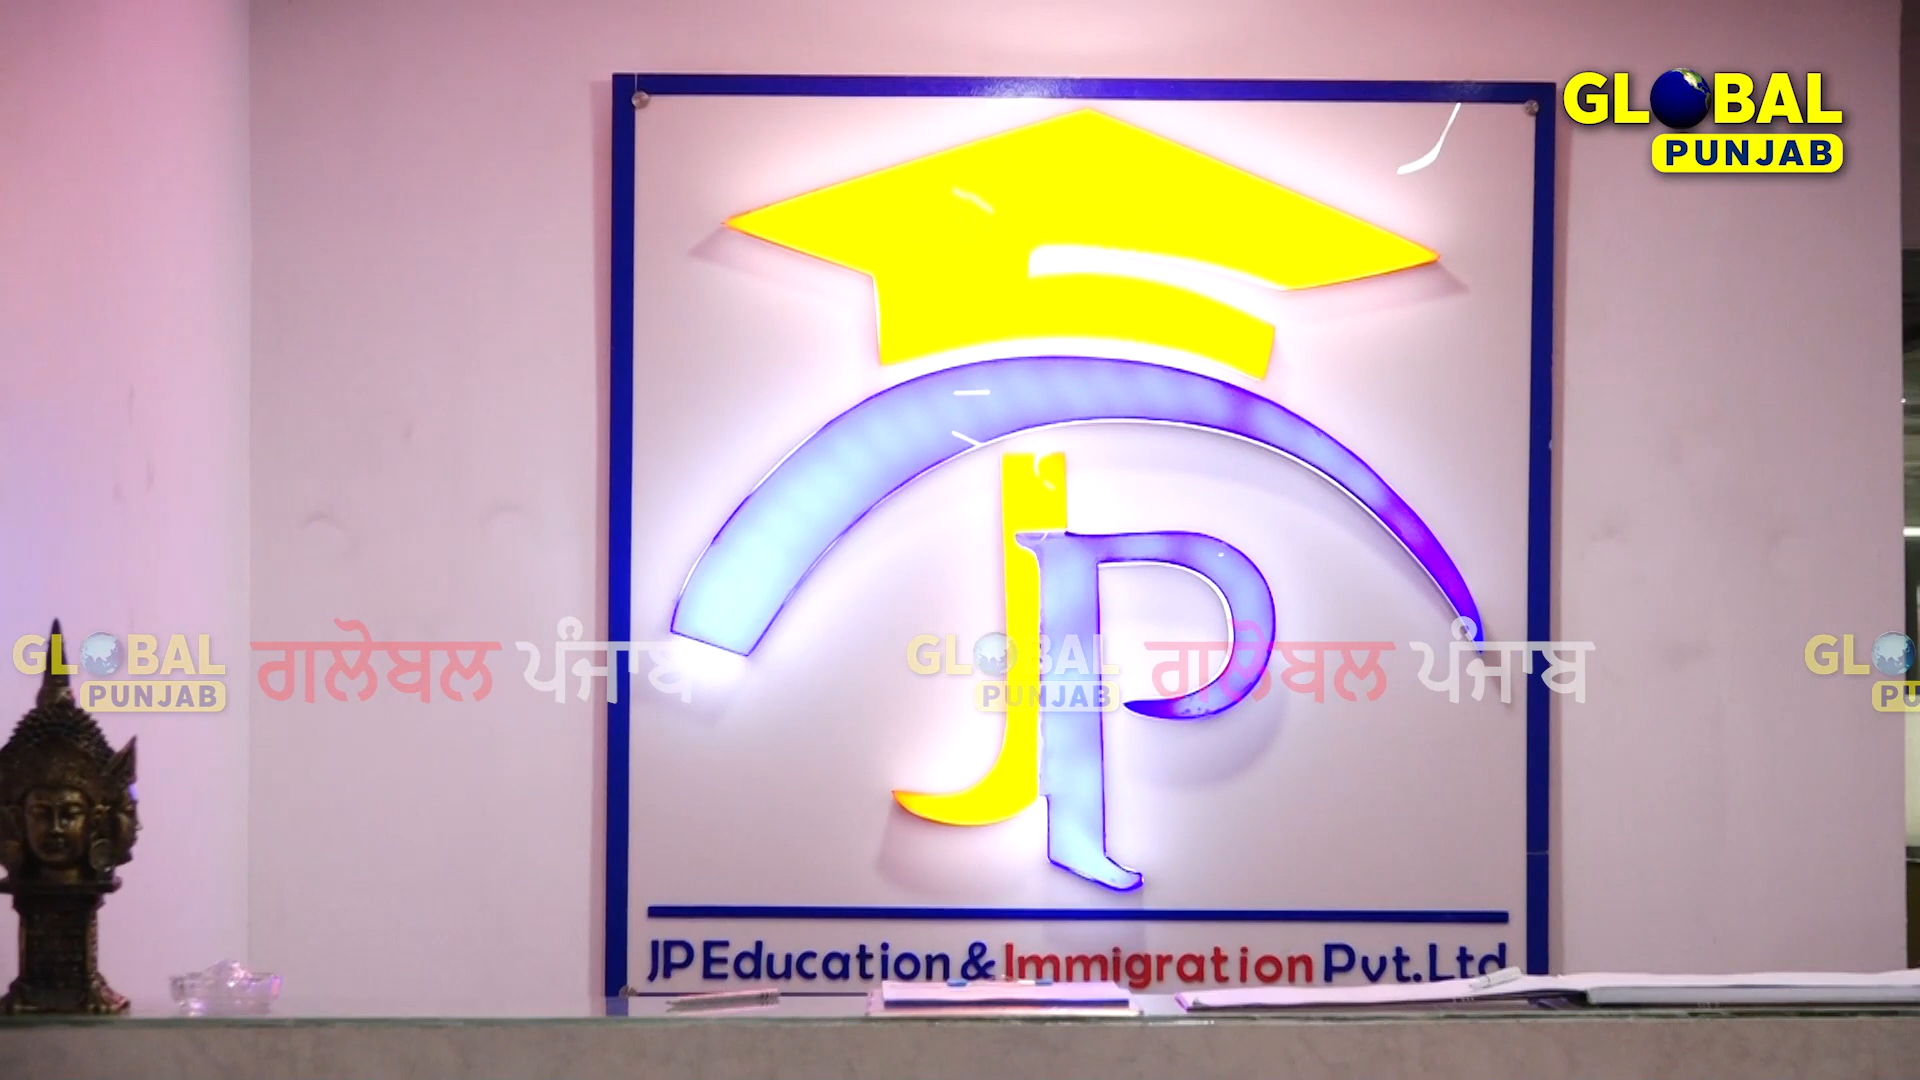 GLOBAL
PUNJAB
JP
GLOBAL PUNJAB ਗਲੋਬਲ ਪੰਜਾਬ GLOBAL PUNJAB ਗਲੋਬਲ ਪੰਜਾਬ
JP Education & Immigration Pvt.Ltd